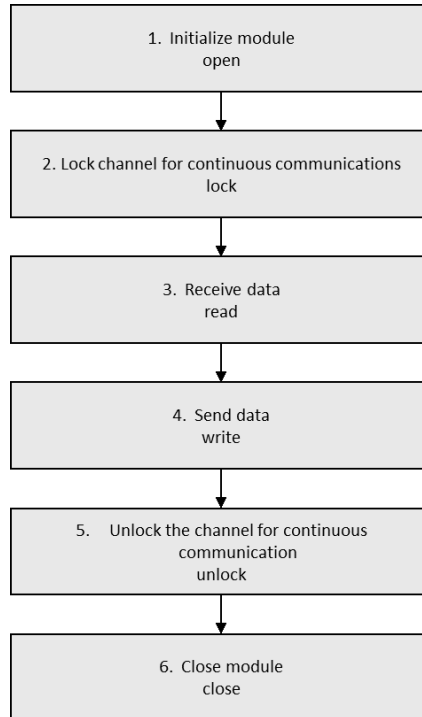 1. Initialize module
open
2. Lock channel for continuous communications
lock
3. Receive data
read
4. Send data
write
5. Unlock the channel for continuous
communication
unlock
6. Close module
close